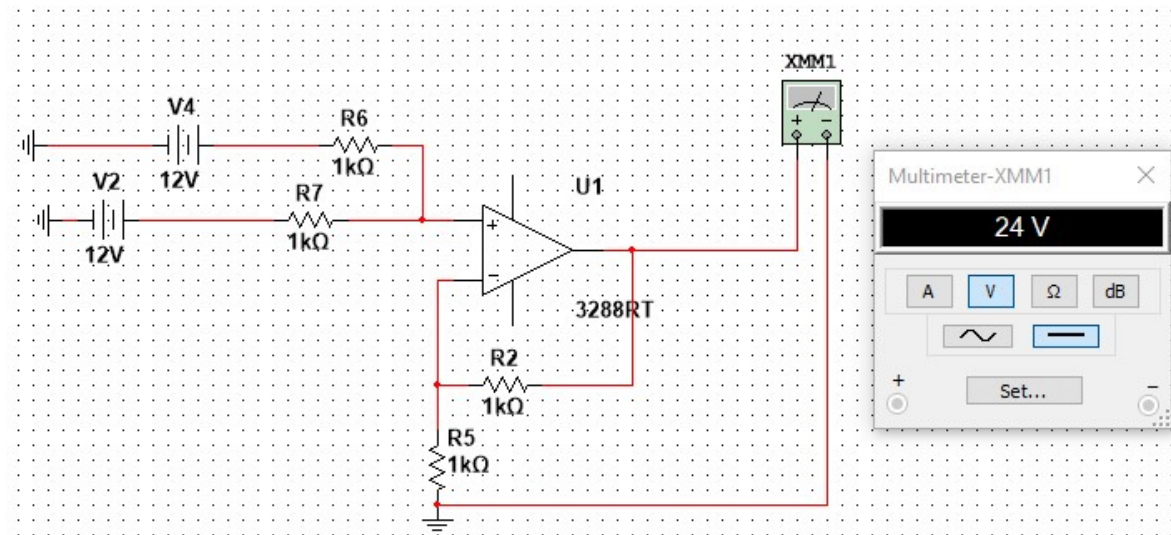 XMM1
+ −
V4
12V
R6
1kΩ
V2
12V
R7
1kΩ
U1
+
−
3288RT
R2
1kΩ
R5
1kΩ
Multimeter-XMM1
24 V
A V Ω dB
+ Set... −